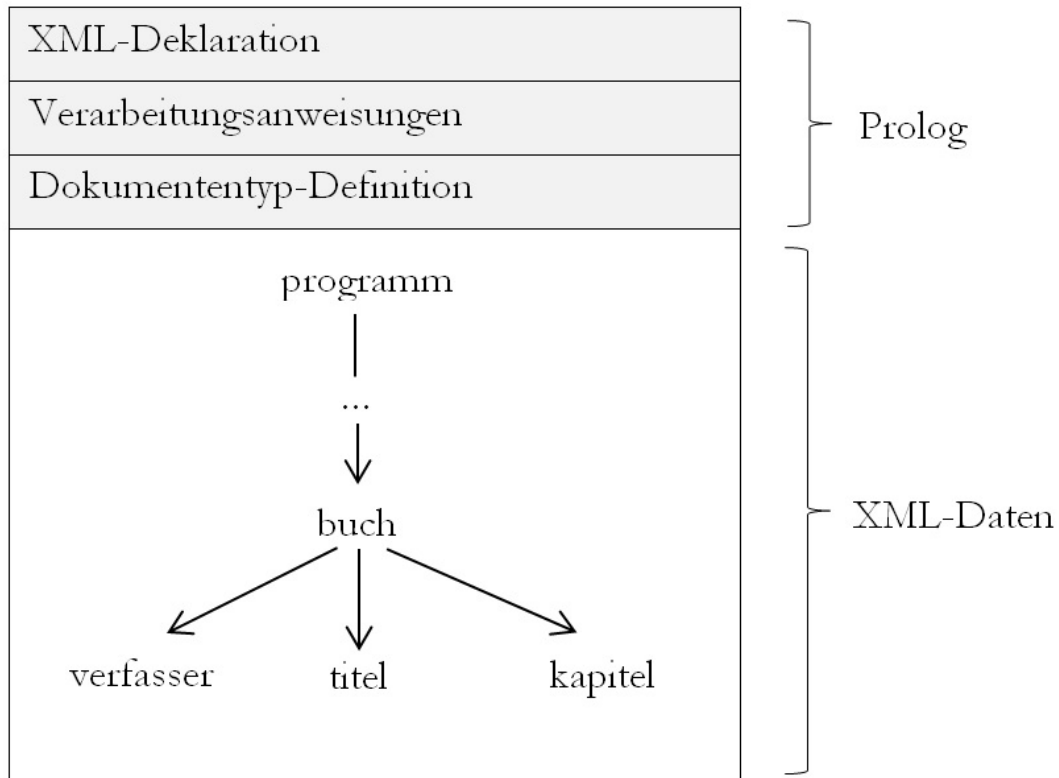 XML-Deklaration
Verarbeitungsanweisungen
Prolog
Dokumententyp-Definition
programm
...
buch
XML-Daten
verfasser titel kapitel